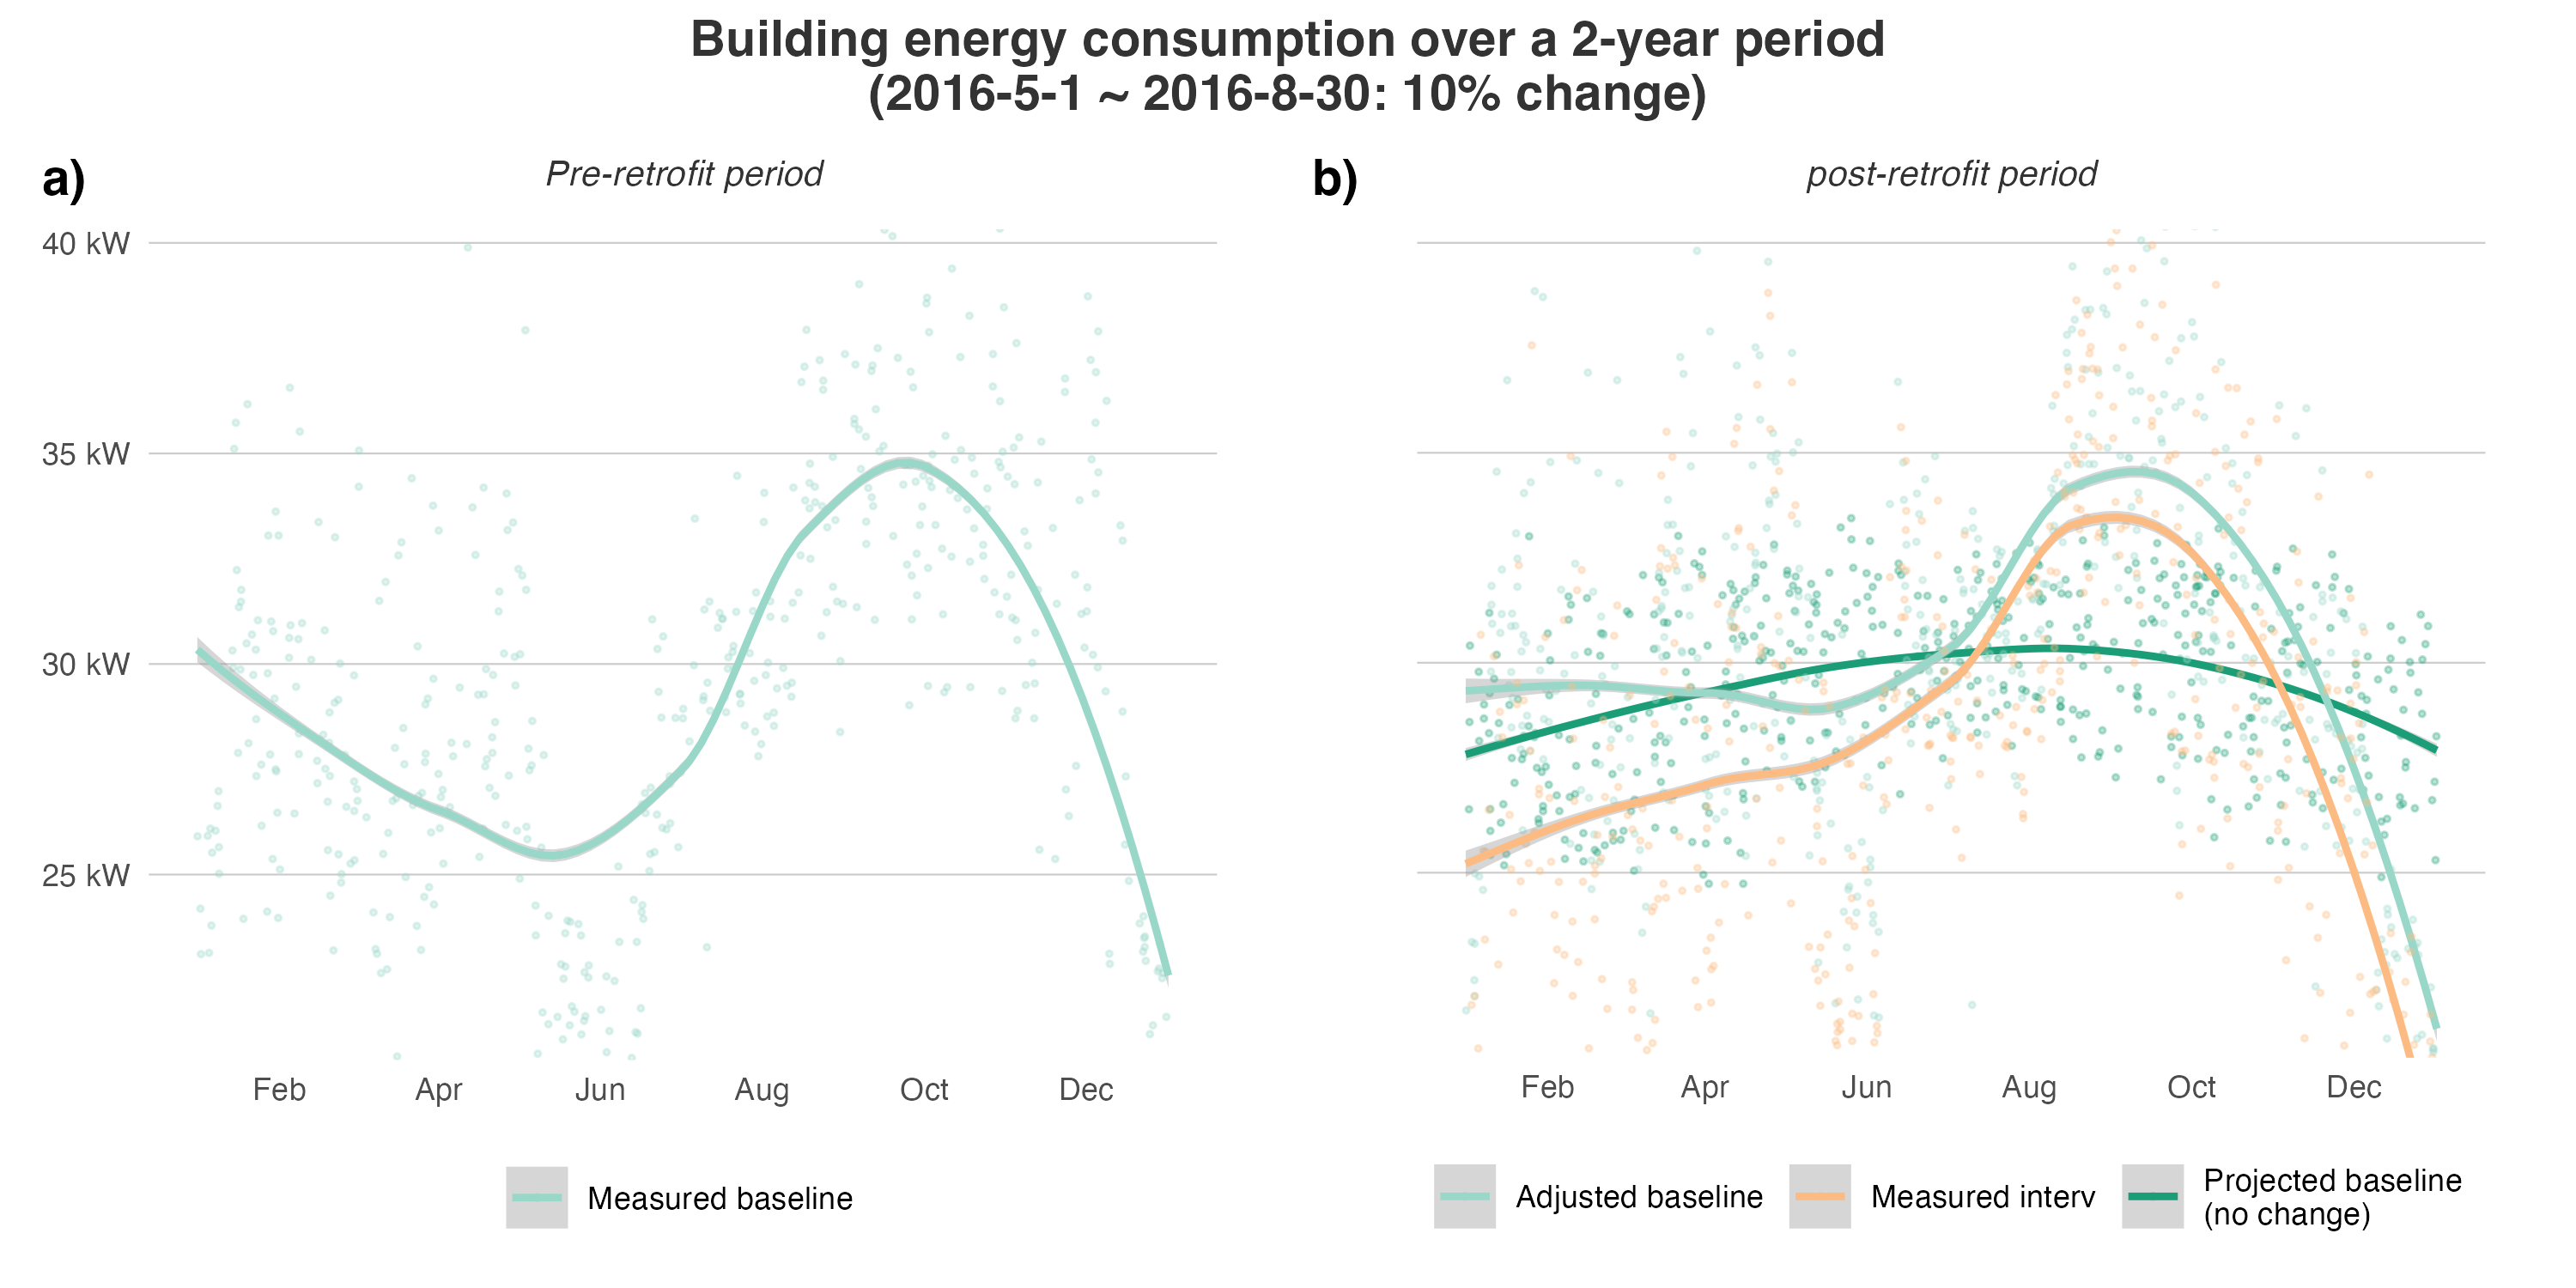 Building energy consumption over a 2-year period
(2016-5-1 ~ 2016-8-30: 10% change)
a)
Pre-retrofit period
40 kW
35 kW
30 kW
25 kW
Feb
Apr
Jun
Aug
Oct
Dec
Measured baseline
b)
post-retrofit period
Feb
Apr
Jun
Aug
Oct
Dec
Adjusted baseline
Measured interv
Projected baseline
(no change)